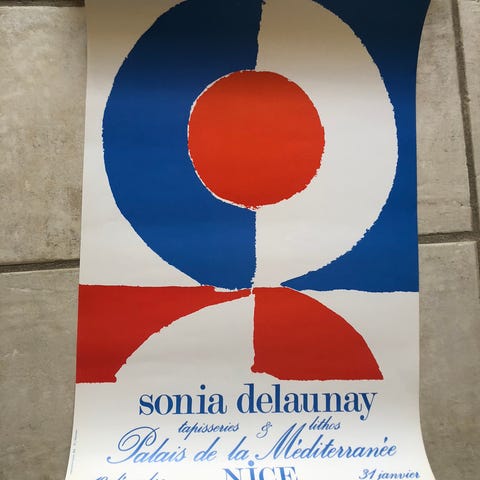 sonia delaunay
tapisseries & lithos
Palais de la Méditerranée
NICE
31 janvier